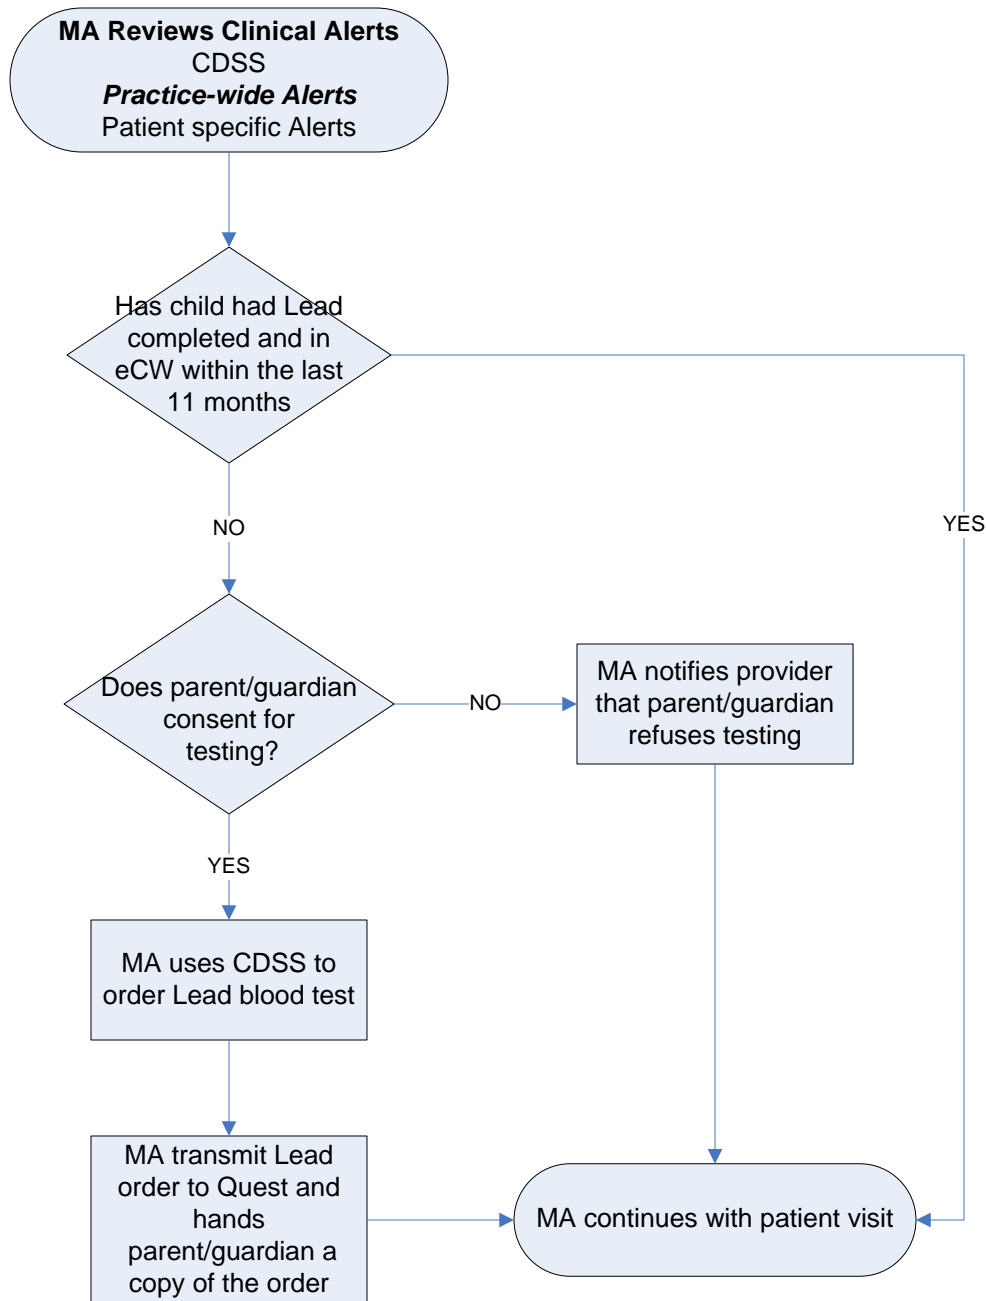 MA Reviews Clinical Alerts
CDSS
Practice-wide Alerts
Patient specific Alerts
Has child had Lead
completed and in
eCW within the last
11 months
NO
YES
Does parent/guardian
consent for
testing?
NO
MA notifies provider
that parent/guardian
refuses testing
YES
MA uses CDSS to
order Lead blood test
MA transmit Lead
order to Quest and
hands
parent/guardian a
copy of the order
MA continues with patient visit